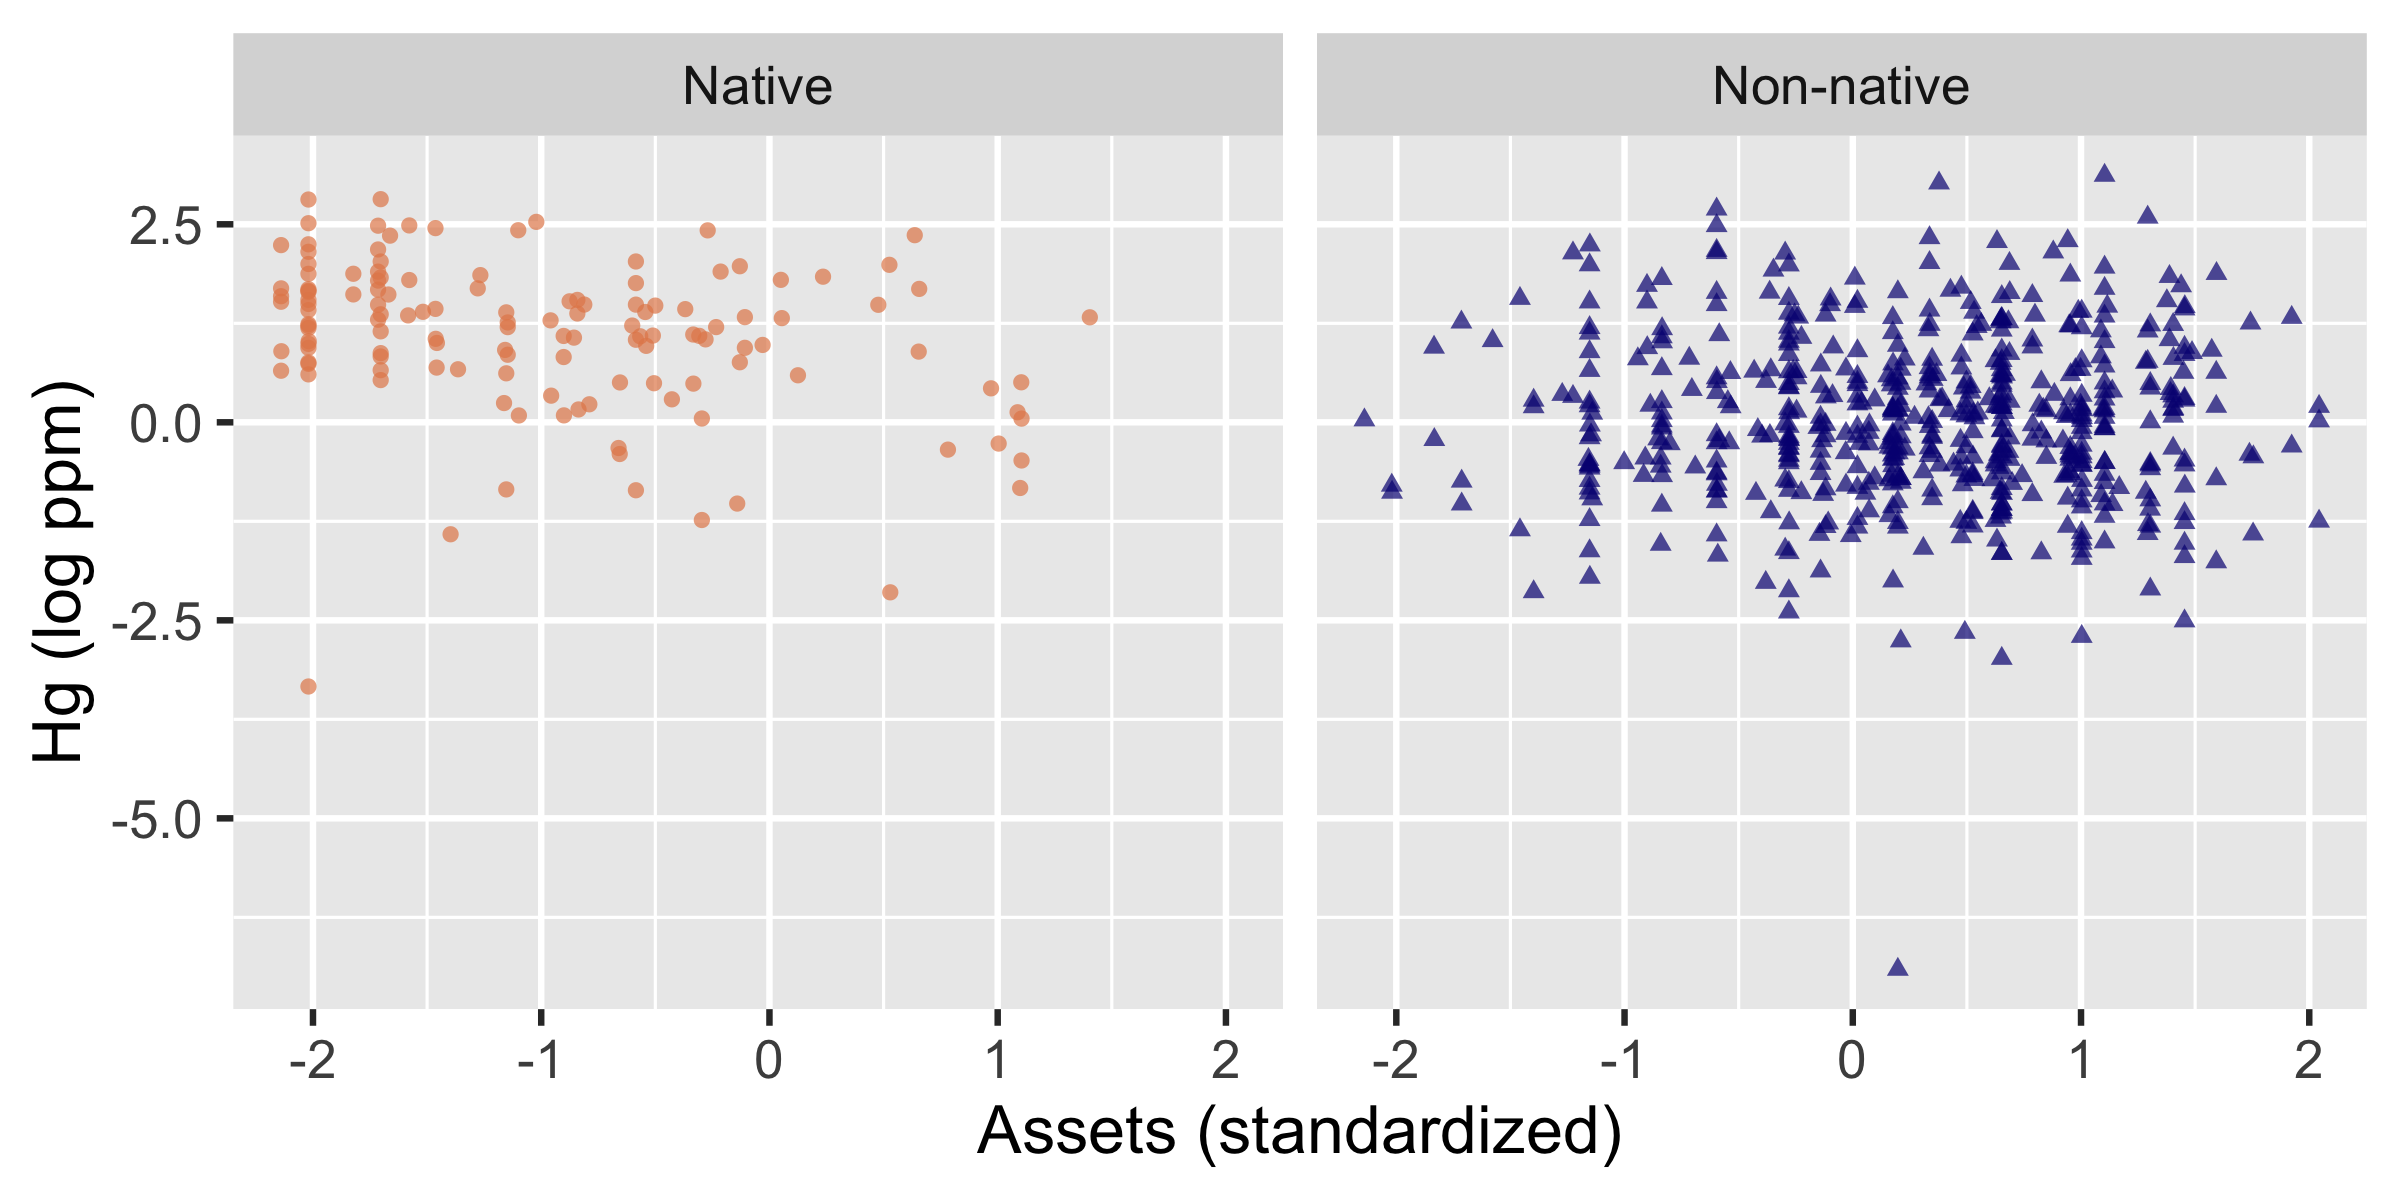 Native
Non-native
Hg (log ppm)
2.5
0.0
-2.5
-5.0
-2 -1 0 1 2
-2 -1 0 1 2
Assets (standardized)